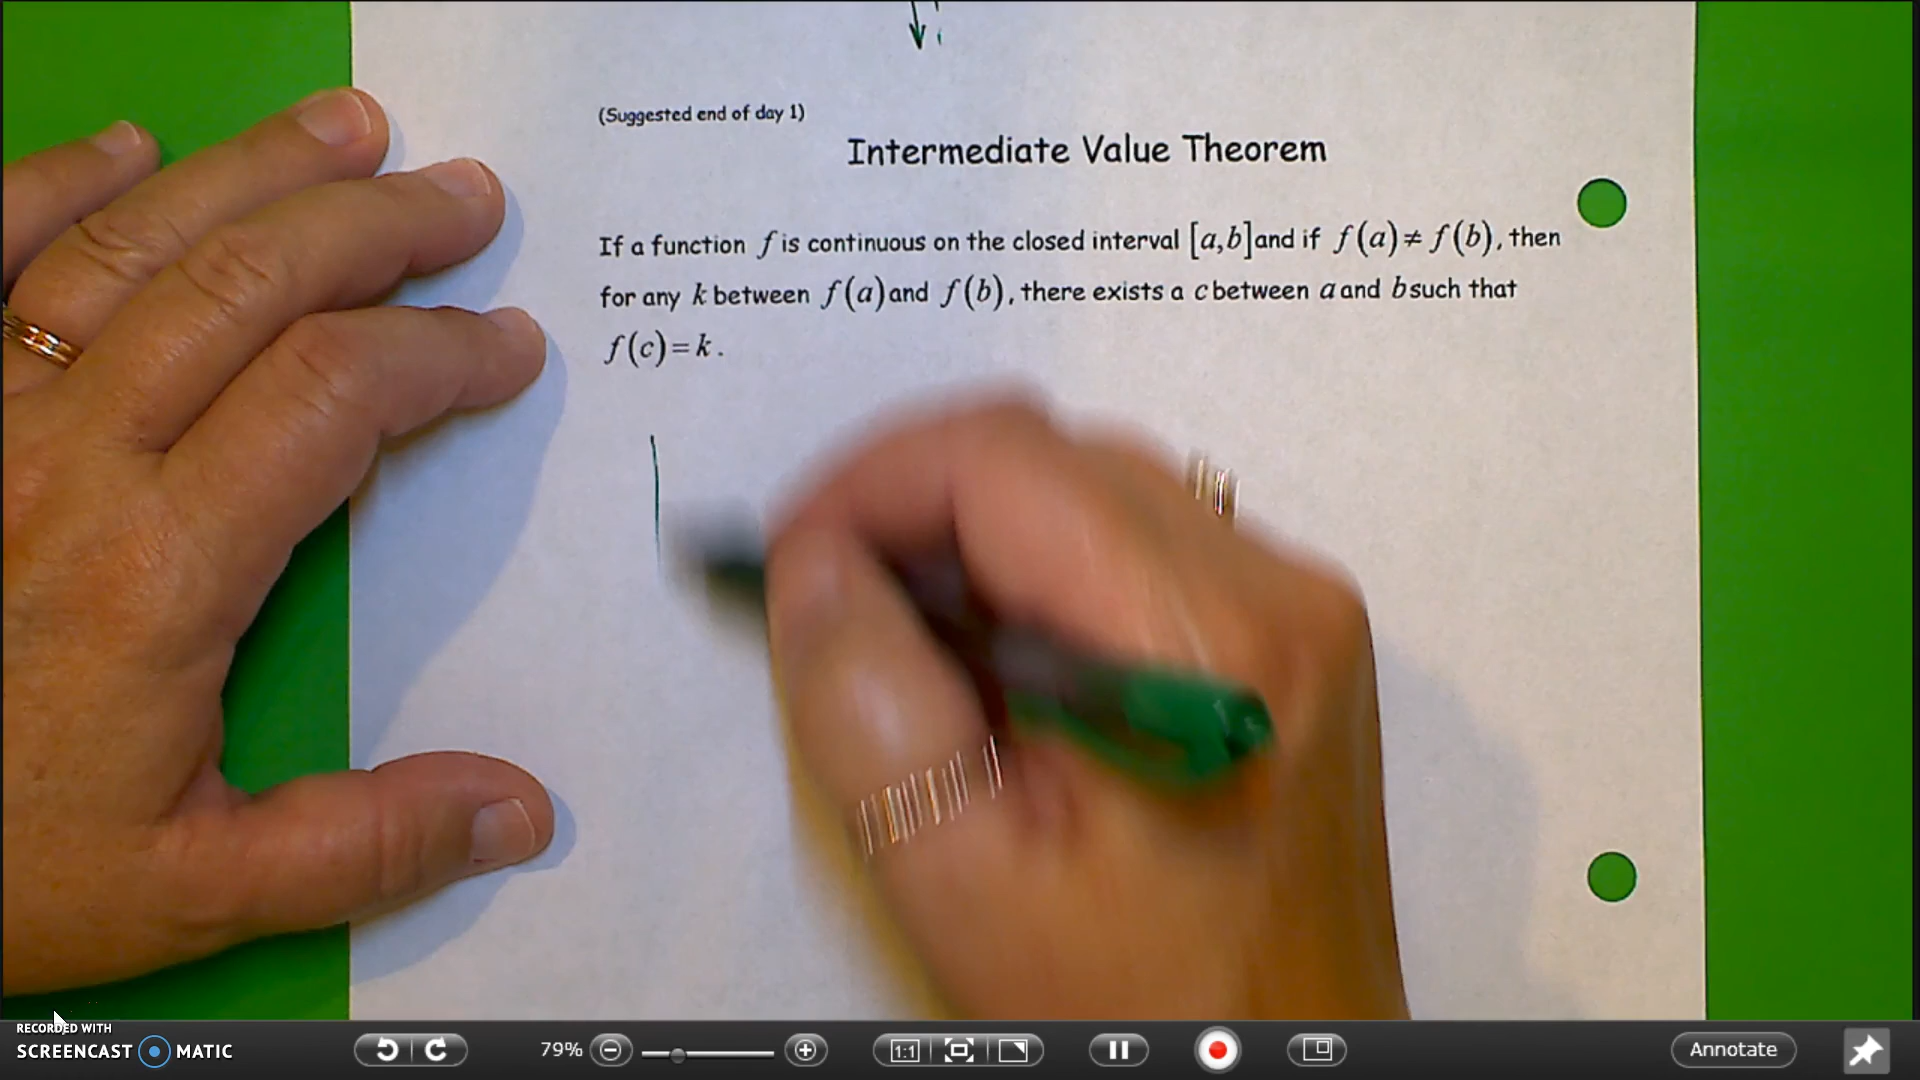 (Suggested end of day 1)
Intermediate Value Theorem
If a function f is continuous on the closed interval [a,b] and if f(a) ≠ f(b), then
for any k between f(a) and f(b), there exists a c between a and b such that
f(c) = k.
RECORDED WITH
SCREENCAST MATIC
79%
1:1
Annotate